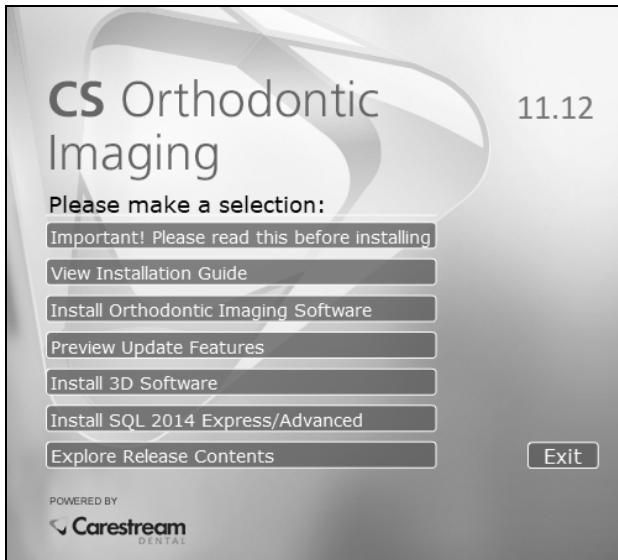 CS Orthodontic
Imaging
11.12
Please make a selection:
Important! Please read this before installing
View Installation Guide
Install Orthodontic Imaging Software
Preview Update Features
Install 3D Software
Install SQL 2014 Express/Advanced
Explore Release Contents
Exit
POWERED BY
Carestream
DENTAL